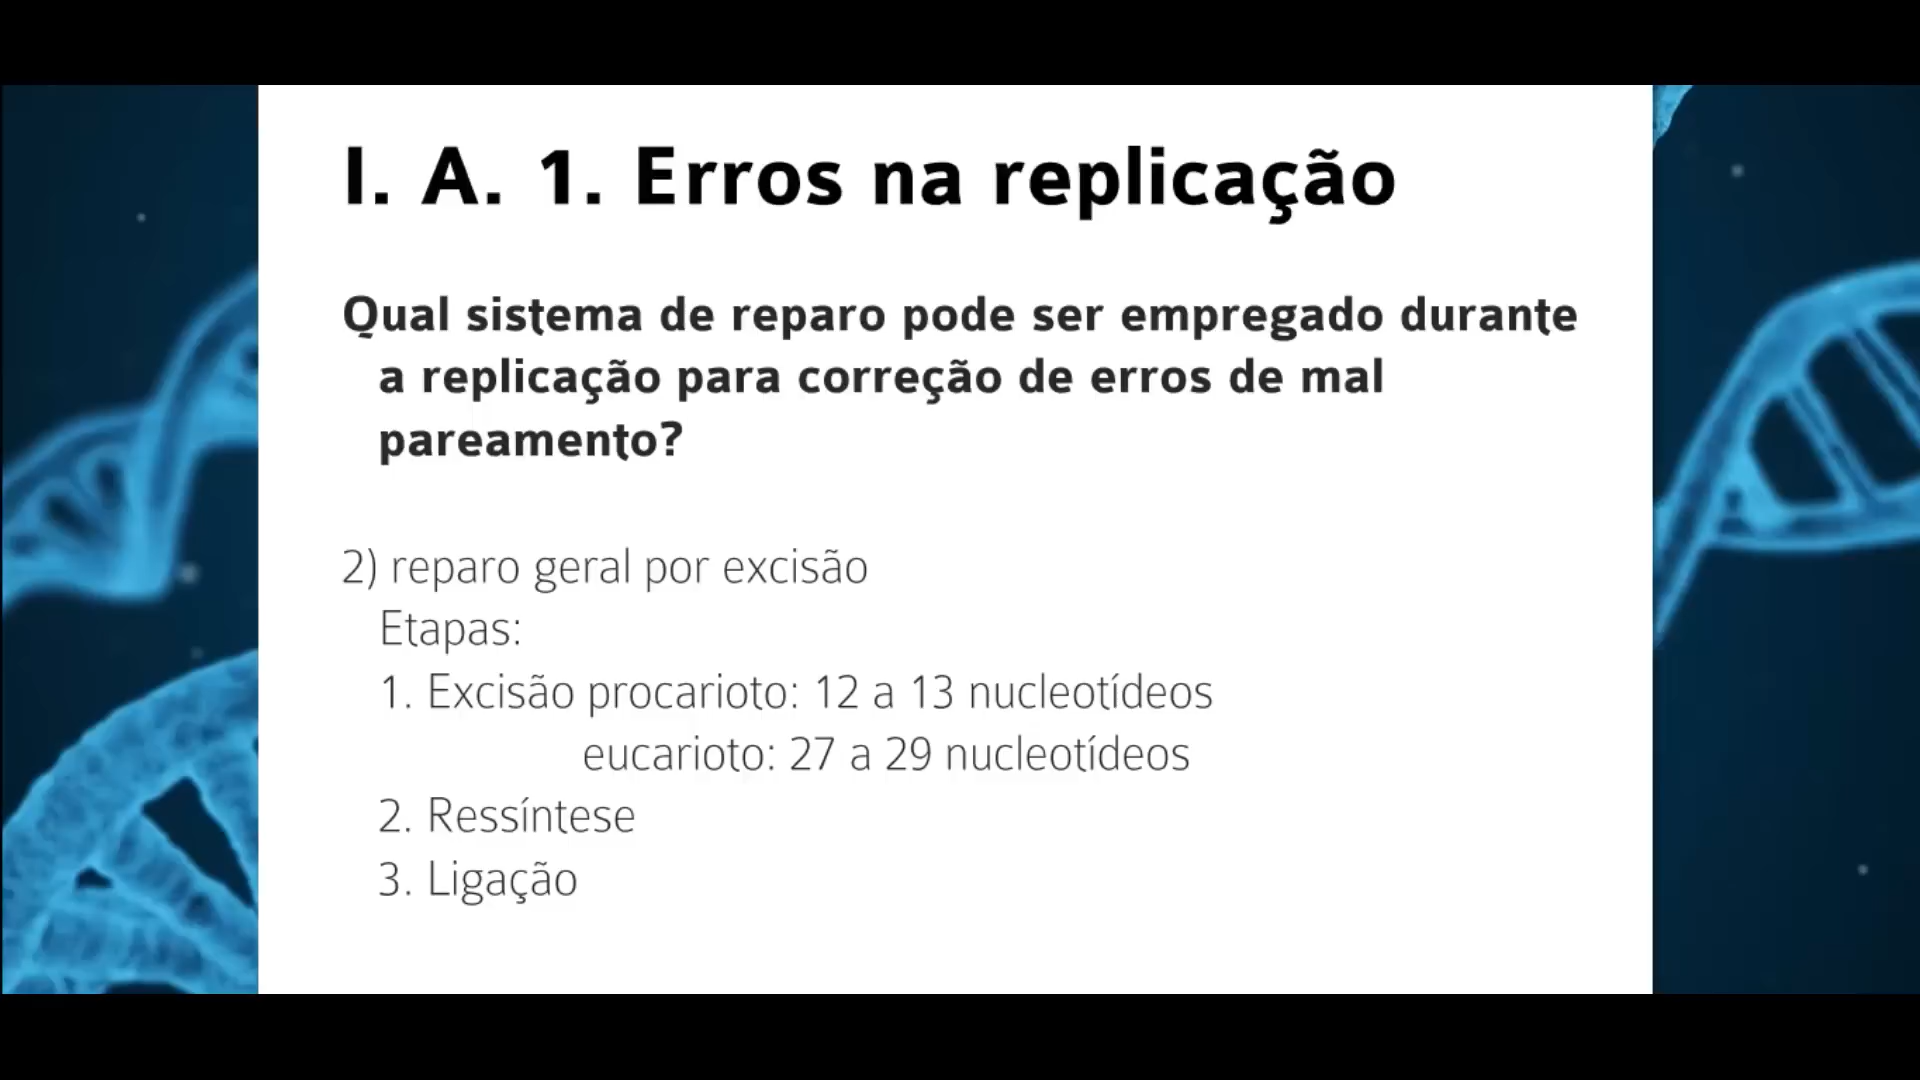 I. A. 1. Erros na replicação
Qual sistema de reparo pode ser empregado durante
a replicação para correção de erros de mal
pareamento?
2) reparo geral por excisão
Etapas:
1. Excisão procarioto: 12 a 13 nucleotídeos
eucarioto: 27 a 29 nucleotídeos
2. Ressíntese
3. Ligação